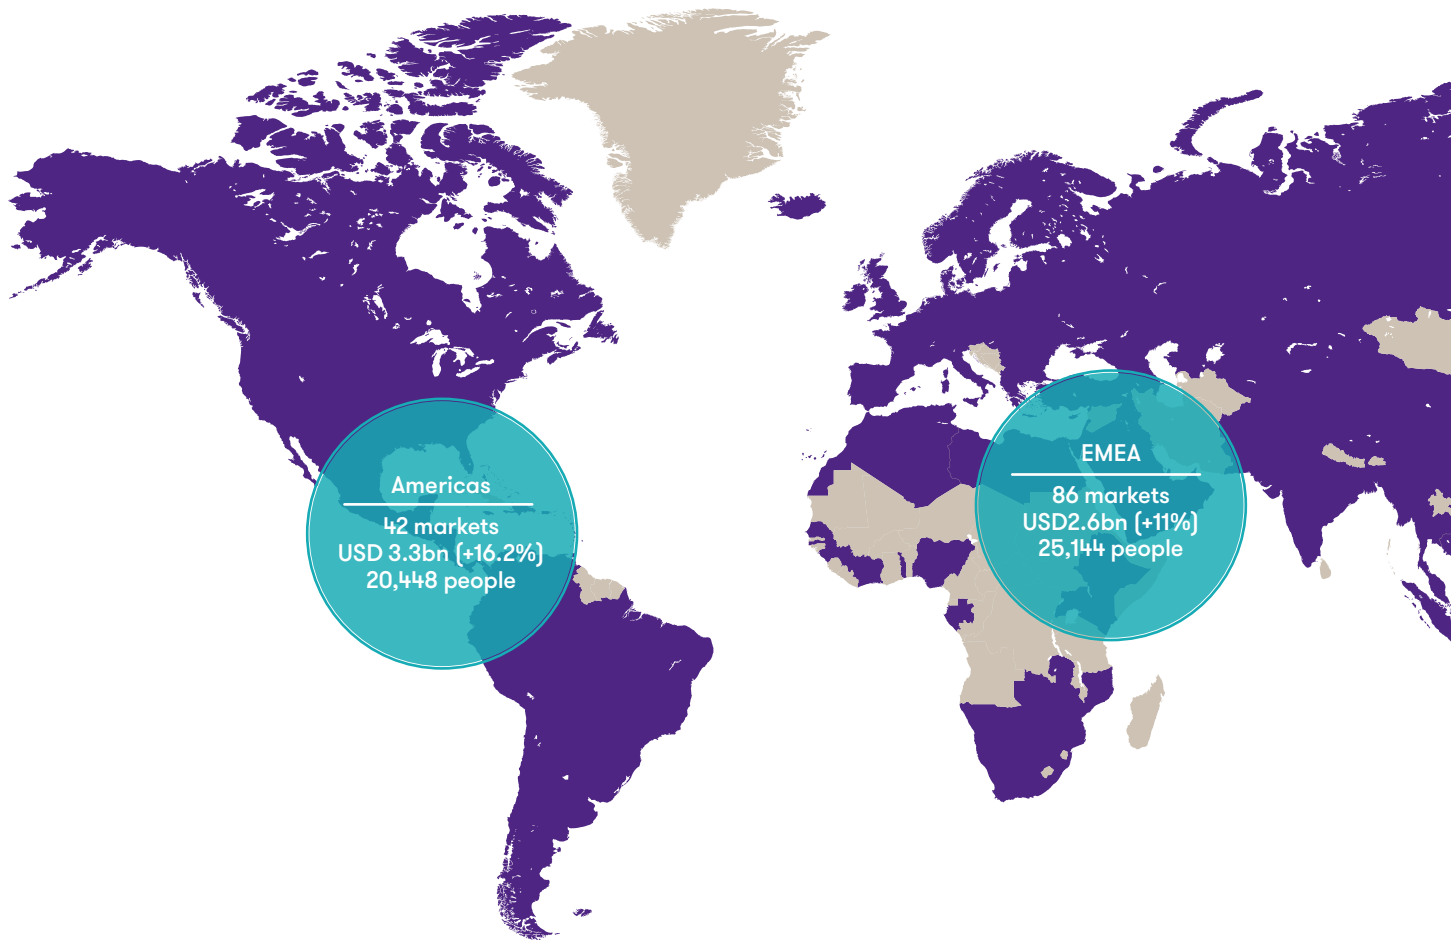 Americas
42 markets
USD 3.3bn (+16.2%)
20,448 people
EMEA
86 markets
USD2.6bn (+11%)
25,144 people